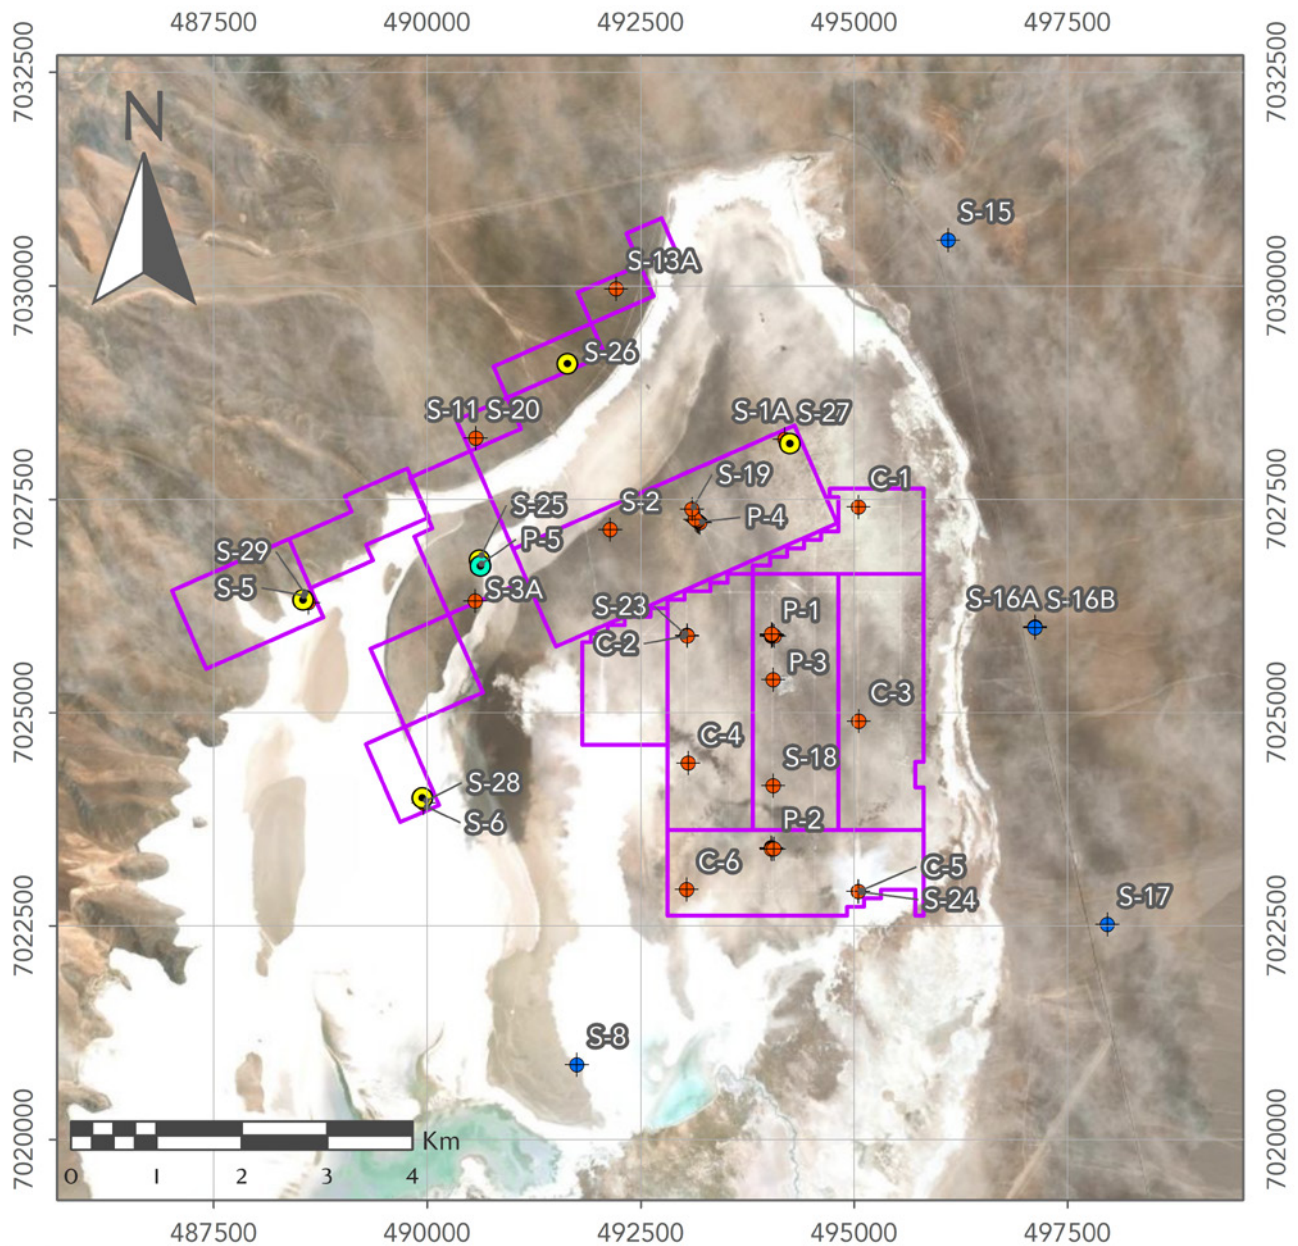 487500 490000 492500 495000 497500
7032500 7032500
N
S-15
S-13A
7030000 7030000
S-26
S-11 S-20
S-1A S-27
S-19
C-1
7027500 7027500
S-2
S-25
P-4
P-5
S-29
S-5
S-3A
S-16A S-16B
S-23
P-1
C-2
P-3
C-3
7025000 7025000
C-4
S-18
S-28
S-6
P-2
C-6
C-5
S-24
S-17
7022500 7022500
S-8
7020000 7020000
Km
0 1 2 3 4
487500 490000 492500 495000 497500